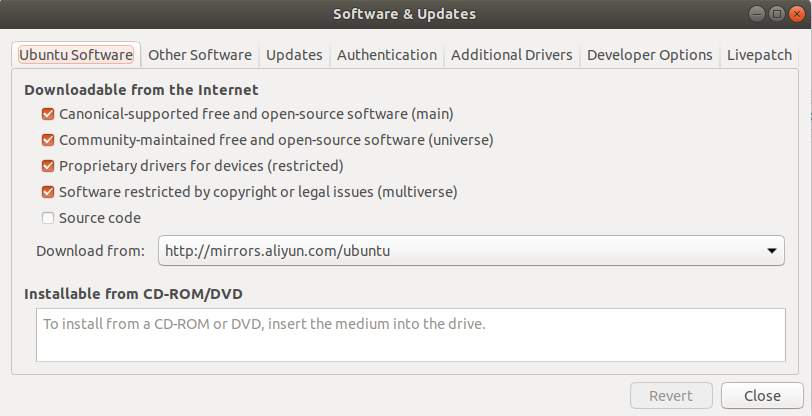 Software & Updates
Ubuntu Software Other Software Updates Authentication Additional Drivers Developer Options Livepatch
Downloadable from the Internet
Canonical-supported free and open-source software (main)
Community-maintained free and open-source software (universe)
Proprietary drivers for devices (restricted)
Software restricted by copyright or legal issues (multiverse)
Source code
Download from: http://mirrors.aliyun.com/ubuntu
Installable from CD-ROM/DVD
To install from a CD-ROM or DVD, insert the medium into the drive.
Revert Close